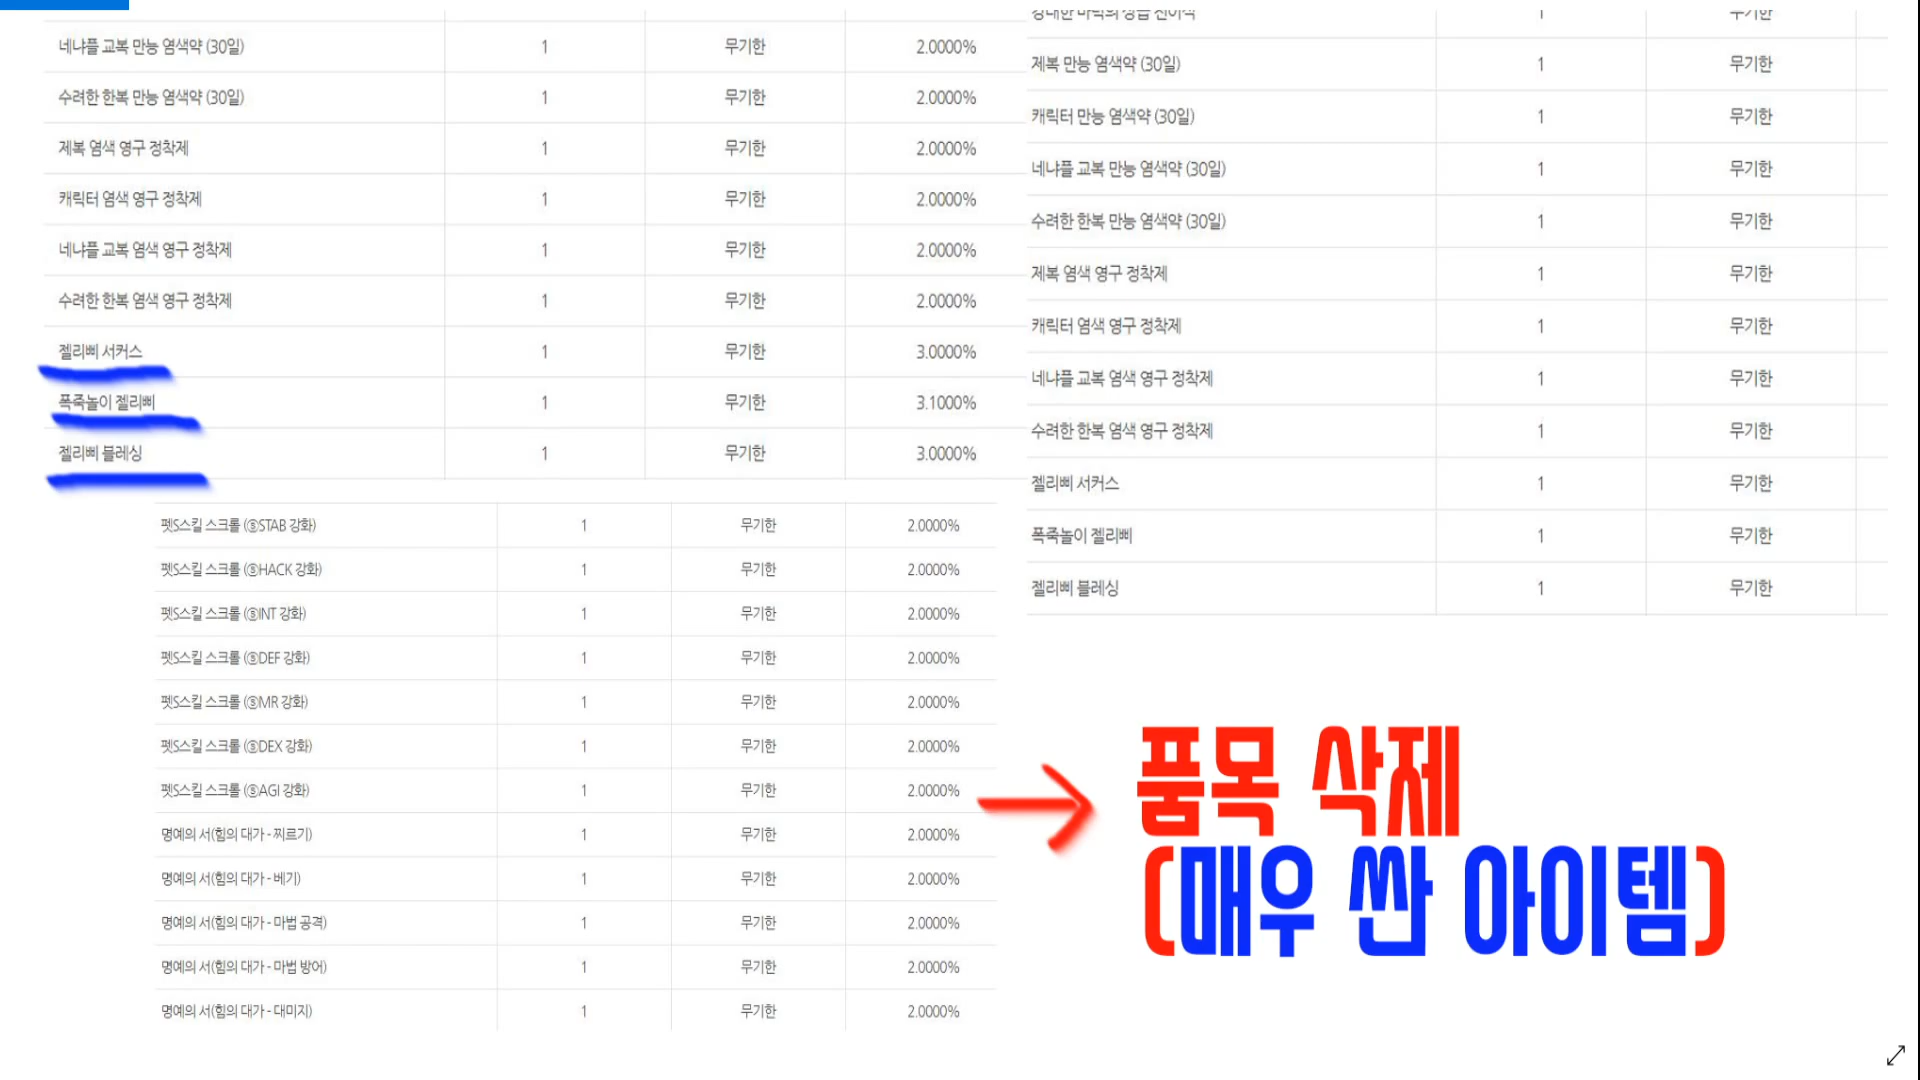 네냐플 교복 만능 염색약 (30일) 1 무기한 2.0000%
수려한 한복 만능 염색약 (30일) 1 무기한 2.0000%
제복 염색 영구 정착제 1 무기한 2.0000%
캐릭터 염색 영구 정착제 1 무기한 2.0000%
네냐플 교복 염색 영구 정착제 1 무기한 2.0000%
수려한 한복 염색 영구 정착제 1 무기한 2.0000%
젤리삐 서커스 1 무기한 3.0000%
폭죽놀이 젤리삐 1 무기한 3.1000%
젤리삐 블레싱 1 무기한 3.0000%
펫S스킬 스크롤 (ⓢSTAB 강화) 1 무기한 2.0000%
펫S스킬 스크롤 (ⓢHACK 강화) 1 무기한 2.0000%
펫S스킬 스크롤 (ⓢINT 강화) 1 무기한 2.0000%
펫S스킬 스크롤 (ⓢDEF 강화) 1 무기한 2.0000%
펫S스킬 스크롤 (ⓢMR 강화) 1 무기한 2.0000%
펫S스킬 스크롤 (ⓢDEX 강화) 1 무기한 2.0000%
펫S스킬 스크롤 (ⓢAGI 강화) 1 무기한 2.0000%
명예의 서(힘의 대가 - 찌르기) 1 무기한 2.0000%
명예의 서(힘의 대가 - 베기) 1 무기한 2.0000%
명예의 서(힘의 대가 - 마법 공격) 1 무기한 2.0000%
명예의 서(힘의 대가 - 마법 방어) 1 무기한 2.0000%
명예의 서(힘의 대가 - 대미지) 1 무기한 2.0000%
1 무기한
제복 만능 염색약 (30일) 1 무기한
캐릭터 만능 염색약 (30일) 1 무기한
네냐플 교복 만능 염색약 (30일) 1 무기한
수려한 한복 만능 염색약 (30일) 1 무기한
제복 염색 영구 정착제 1 무기한
캐릭터 염색 영구 정착제 1 무기한
네냐플 교복 염색 영구 정착제 1 무기한
수려한 한복 염색 영구 정착제 1 무기한
젤리삐 서커스 1 무기한
폭죽놀이 젤리삐 1 무기한
젤리삐 블레싱 1 무기한
품목 삭제
(매우 싼 아이템)